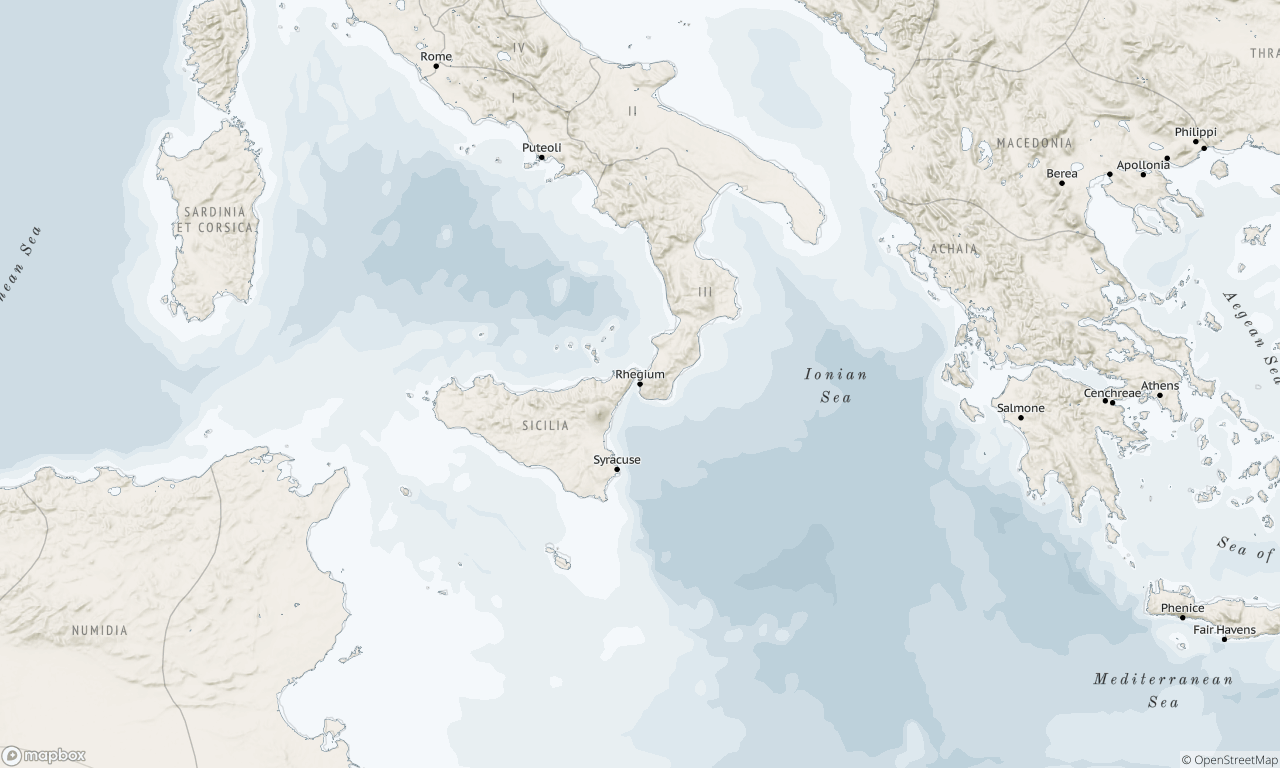 Rome
IV
I
II
THRA
Philippi
Puteoli
MACEDONIA
Apollonia
Berea
SARDINIA
ET CORSICA
nean Sea
ACHAIA
III
Aegean Sea
Rhegium
Ionian
Sea
Cenchreae
Athens
Salmone
SICILIA
Syracuse
Sea of
Phenice
NUMIDIA
Fair Havens
Mediterranean
Sea
mapbox
© OpenStreetMap